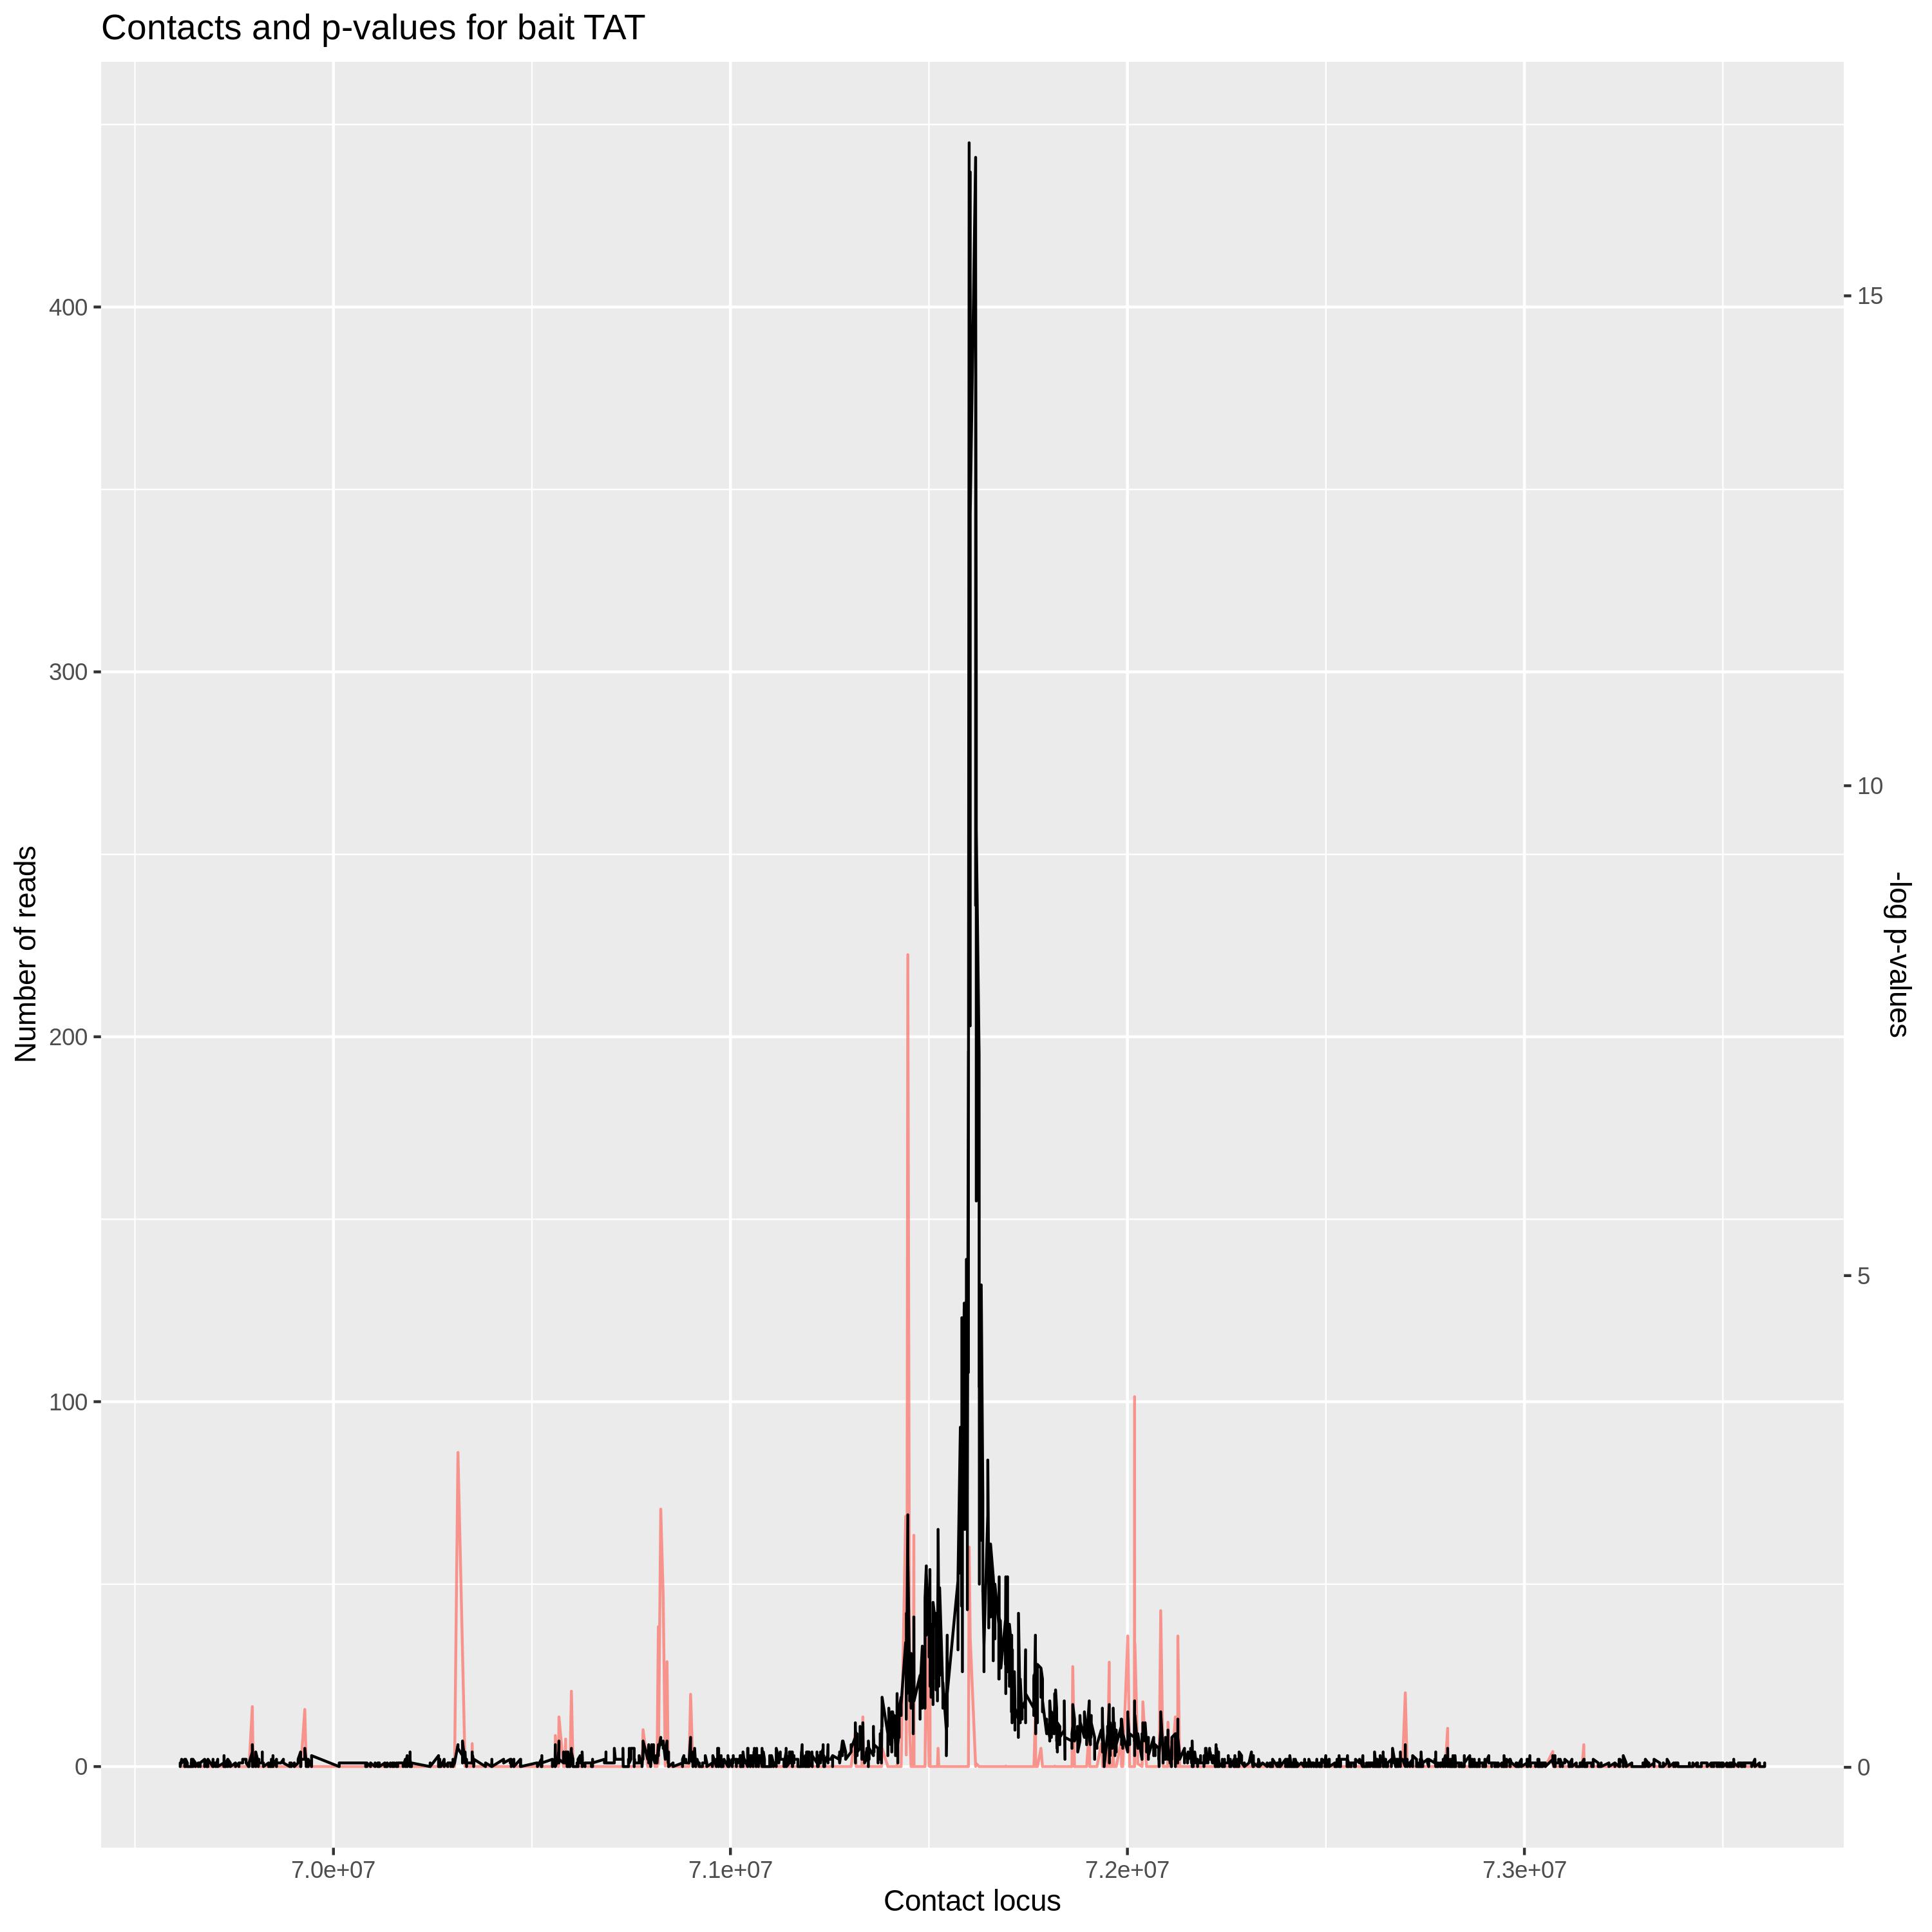 Contacts and p-values for bait TAT
400
300
200
100
0
Number of reads
15
10
5
0
-log p-values
7.0e+07 7.1e+07 7.2e+07 7.3e+07
Contact locus